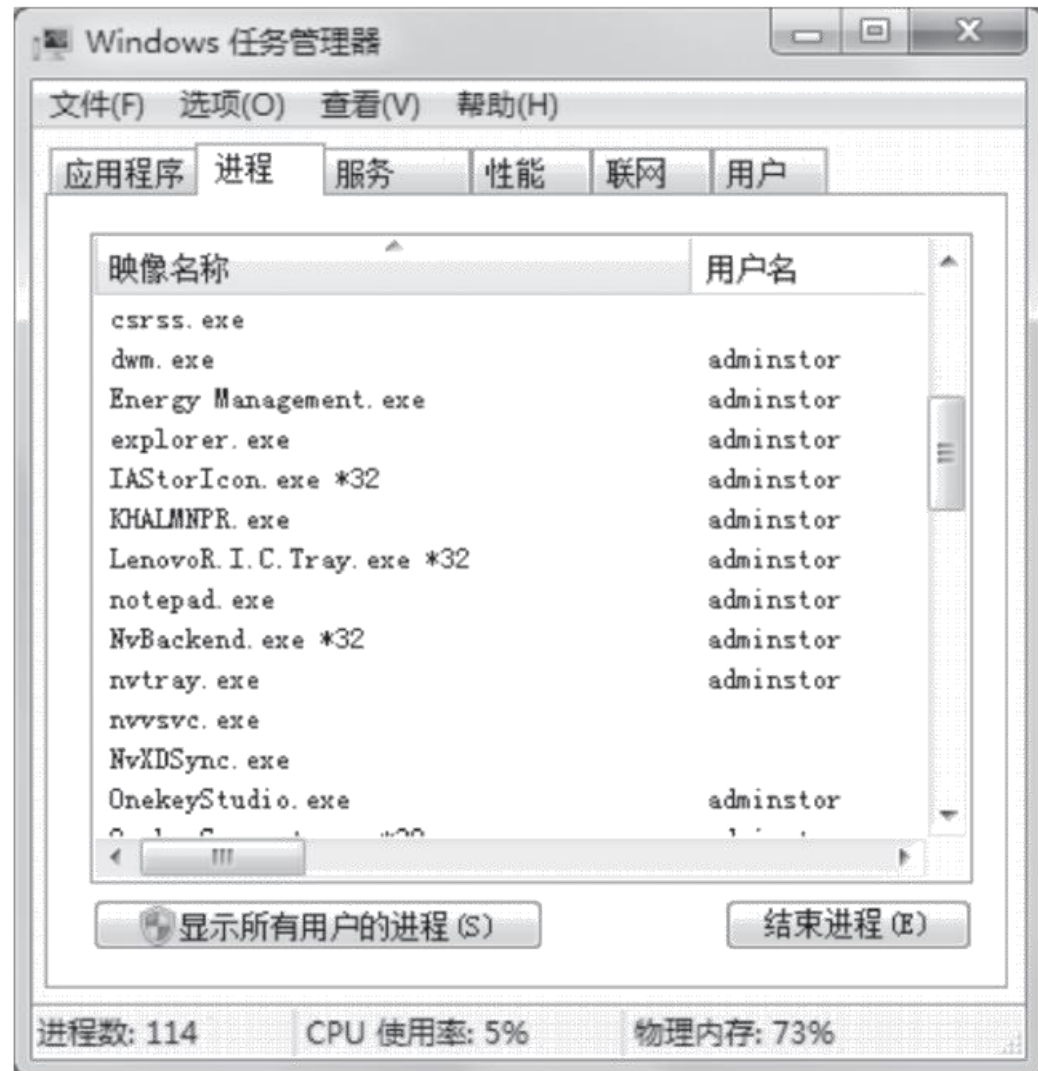 Windows 任务管理器
文件(F) 选项(O) 查看(V) 帮助(H)
应用程序 进程 服务 性能 联网 用户
映像名称 用户名
csrss.exe
dwm.exe adminstor
Energy Management.exe adminstor
explorer.exe adminstor
IAStorIcon.exe *32 adminstor
KHALMNPR.exe adminstor
LenovoR.I.C.Tray.exe *32 adminstor
notepad.exe adminstor
NvBackend.exe *32 adminstor
nvtray.exe adminstor
nvvsvc.exe
NvXDSync.exe
OnekeyStudio.exe adminstor
显示所有用户的进程(S) 结束进程(E)
进程数: 114 CPU 使用率: 5% 物理内存: 73%